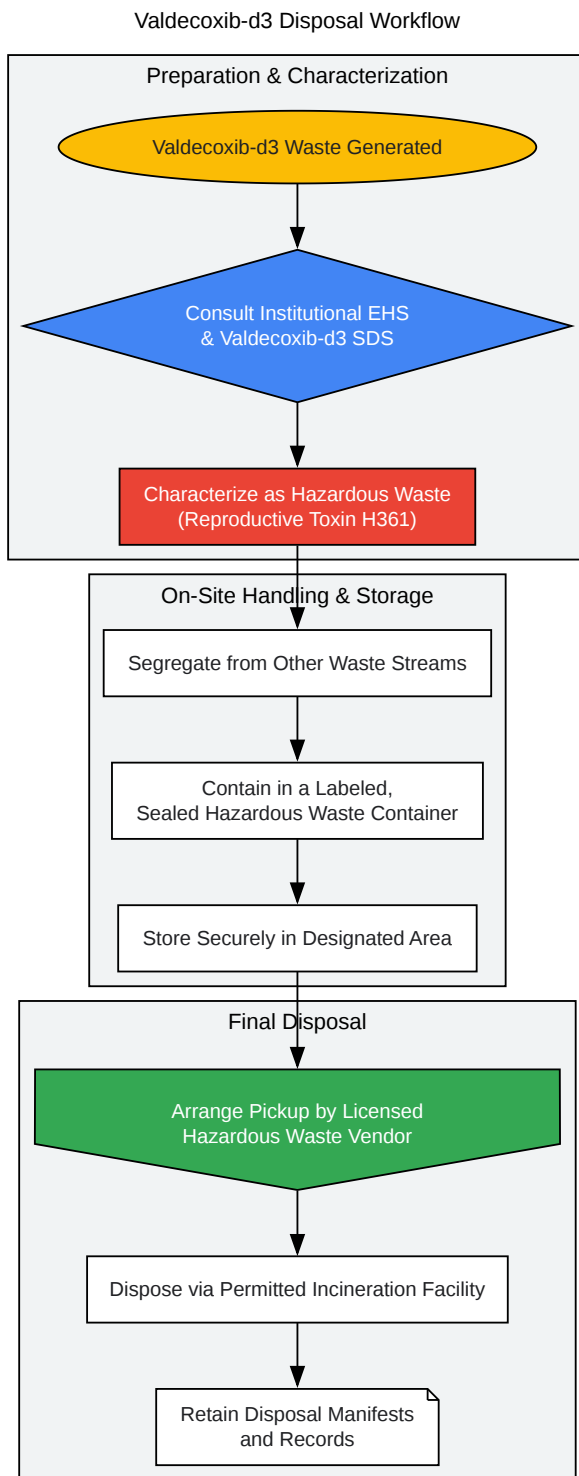 Valdecoxib-d3 Disposal Workflow
Preparation & Characterization
Valdecoxib-d3 Waste Generated
Consult Institutional EHS
& Valdecoxib-d3 SDS
Characterize as Hazardous Waste
(Reproductive Toxin H361)
On-Site Handling & Storage
Segregate from Other Waste Streams
Contain in a Labeled,
Sealed Hazardous Waste Container
Store Securely in Designated Area
Final Disposal
Arrange Pickup by Licensed
Hazardous Waste Vendor
Dispose via Permitted Incineration Facility
Retain Disposal Manifests
and Records